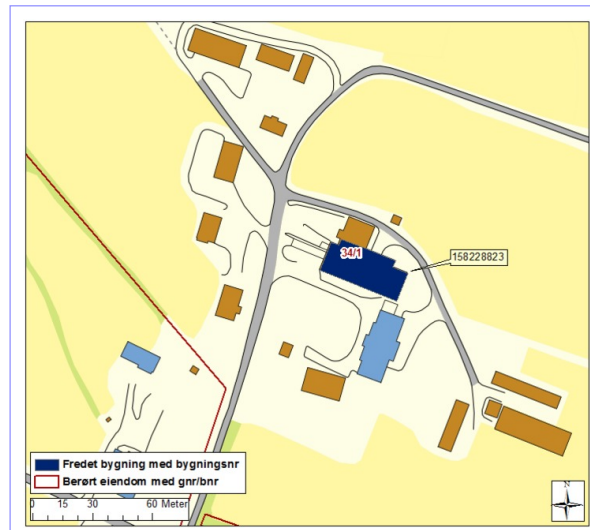 34/1
158228823
Fredet bygning med bygningsnr
Berørt eiendom med gnr/bnr
0 15 30 60 Meter
N